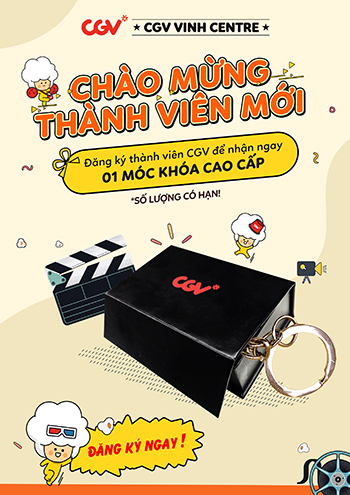 CGV* ★ CGV VINH CENTRE ★
CHÀO MỪNG
THÀNH VIÊN MỚI
Đăng ký thành viên CGV để nhận ngay
01 MÓC KHÓA CAO CẤP
*SỐ LƯỢNG CÓ HẠN!
CGV*
ĐĂNG KÝ NGAY!